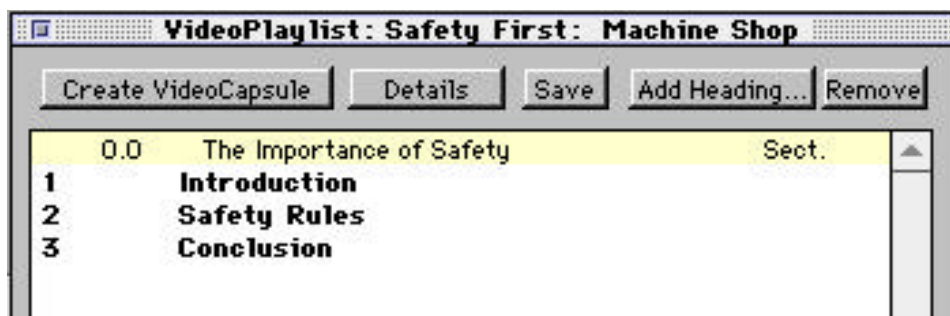 VideoPlaylist: Safety First: Machine Shop
Create VideoCapsule Details Save Add Heading... Remove
0.0 The Importance of Safety Sect.
1 Introduction
2 Safety Rules
3 Conclusion